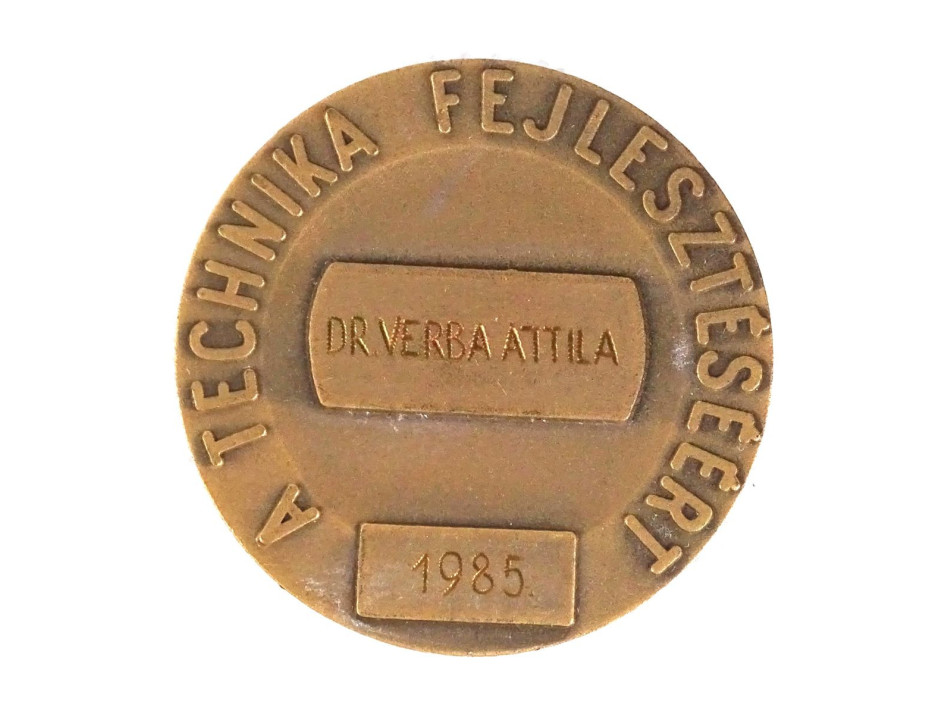 A TECHNIKA FEJLESZTÉSÉÉRT
DR. VERBA ATTILA
1985.